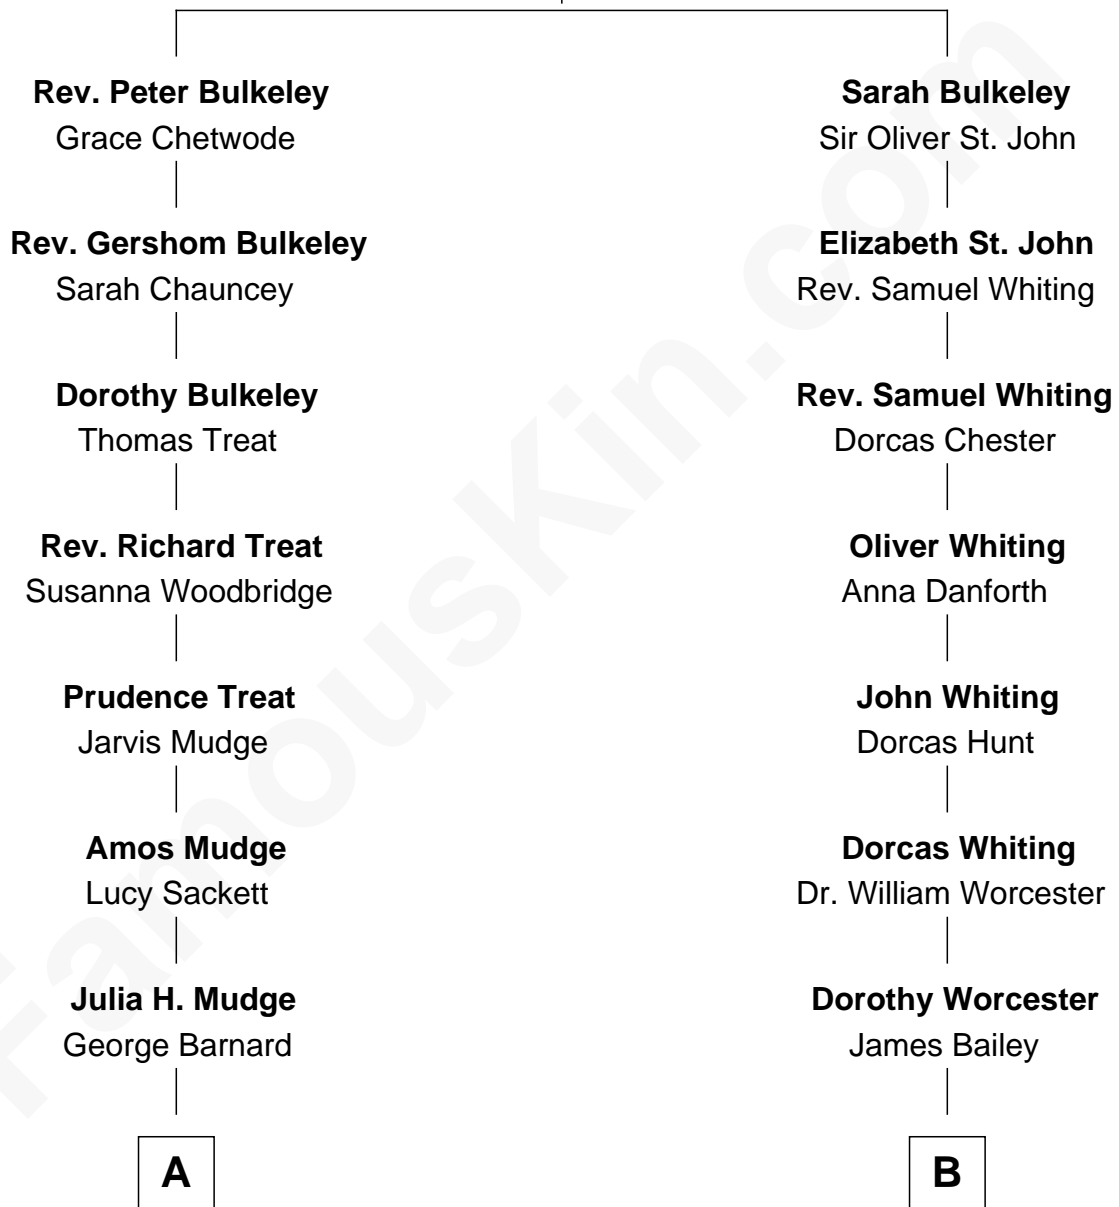 Rev. Peter Bulkeley
Grace Chetwode
Rev. Gershom Bulkeley
Sarah Chauncey
Dorothy Bulkeley
Thomas Treat
Rev. Richard Treat
Susanna Woodbridge
Prudence Treat
Jarvis Mudge
Amos Mudge
Lucy Sackett
Julia H. Mudge
George Barnard
A
Sarah Bulkeley
Sir Oliver St. John
Elizabeth St. John
Rev. Samuel Whiting
Rev. Samuel Whiting
Dorcas Chester
Oliver Whiting
Anna Danforth
John Whiting
Dorcas Hunt
Dorcas Whiting
Dr. William Worcester
Dorothy Worcester
James Bailey
B
FamousKin.com